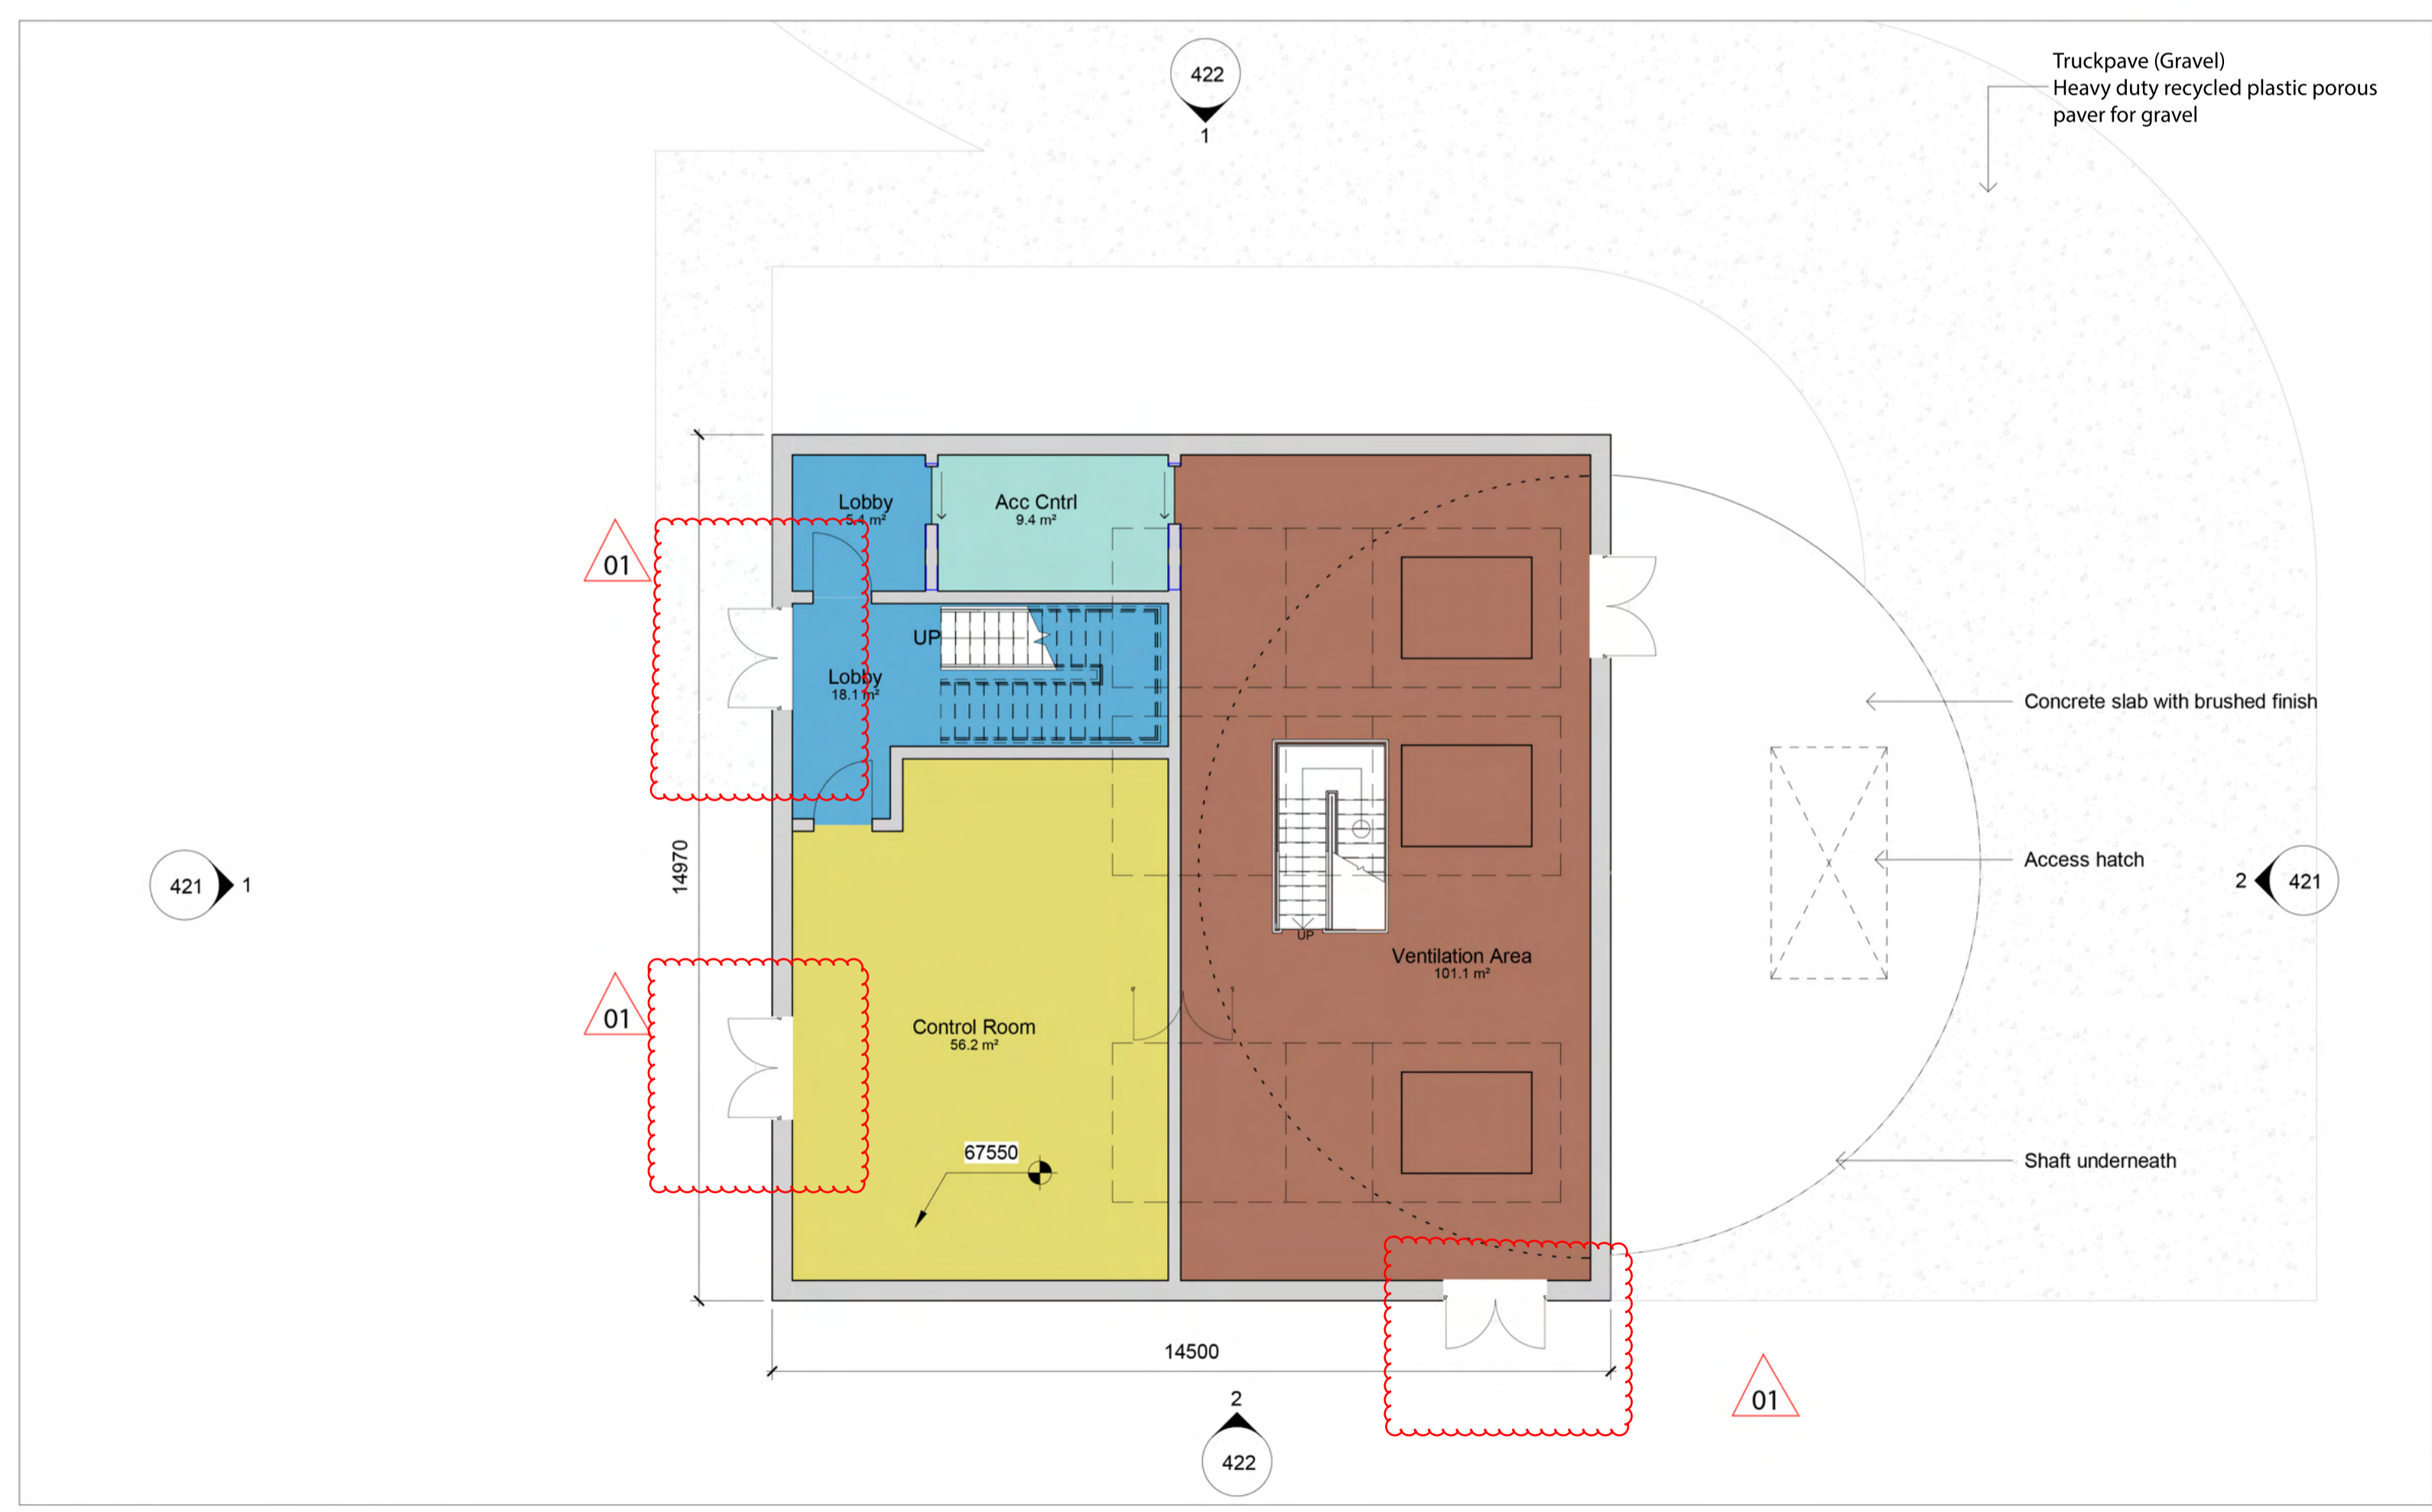 Truckpave (Gravel)
Heavy duty recycled plastic porous
paver for gravel
422
1
Lobby
5.4 m²
Acc Cntrl
9.4 m²
01
UP
Lobby
18.1 m²
Concrete slab with brushed finish
14970
Access hatch
421
1
2
421
UP
Ventilation Area
101.1 m²
01
Control Room
56.2 m²
67550
Shaft underneath
14500
01
2
422